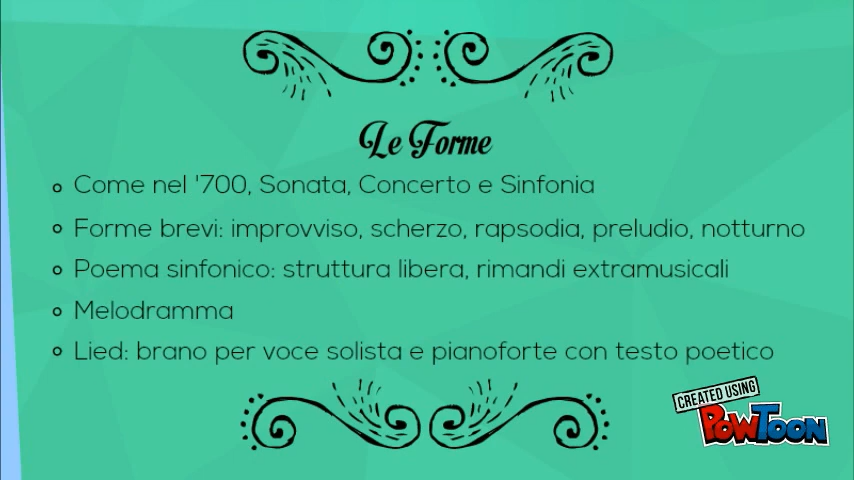 Le Forme
Come nel '700, Sonata, Concerto e Sinfonia
Forme brevi: improvviso, scherzo, rapsodia, preludio, notturno
Poema sinfonico: struttura libera, rimandi extramusicali
Melodramma
Lied: brano per voce solista e pianoforte con testo poetico
CREATED USING
POWTOON